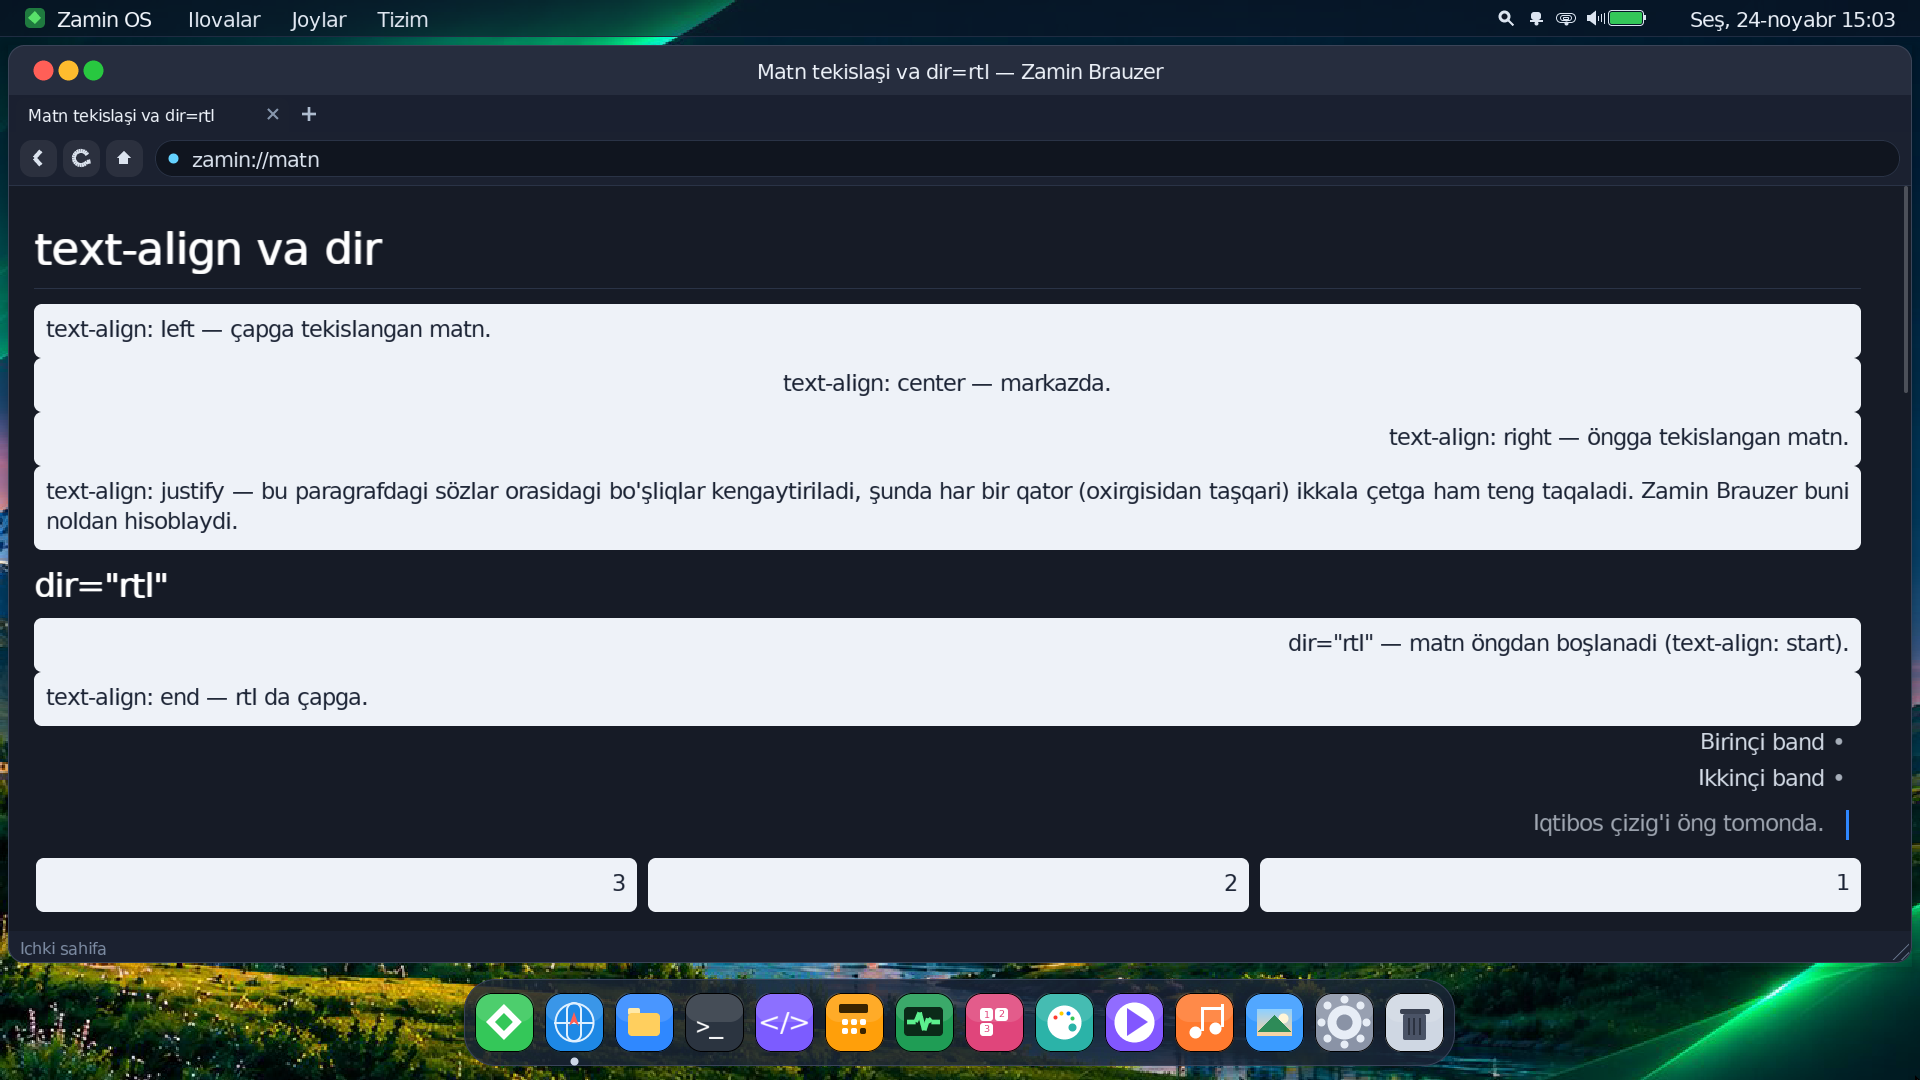 Zamin OS Ilovalar Joylar Tizim Seş, 24-noyabr 15:03
Matn tekislaşi va dir=rtl — Zamin Brauzer
Matn tekislaşi va dir=rtl
zamin://matn
text-align va dir
text-align: left — çapga tekislangan matn.
text-align: center — markazda.
text-align: right — öngga tekislangan matn.
text-align: justify — bu paragrafdagi sözlar orasidagi bo'şliqlar kengaytiriladi, şunda har bir qator (oxirgisidan taşqari) ikkala çetga ham teng taqaladi. Zamin Brauzer buni
noldan hisoblaydi.
dir="rtl"
dir="rtl" — matn öngdan boşlanadi (text-align: start).
text-align: end — rtl da çapga.
Birinçi band •
Ikkinçi band •
Iqtibos çizig'i öng tomonda.
3 2 1
Ichki sahifa
>_ </> 1 2
3